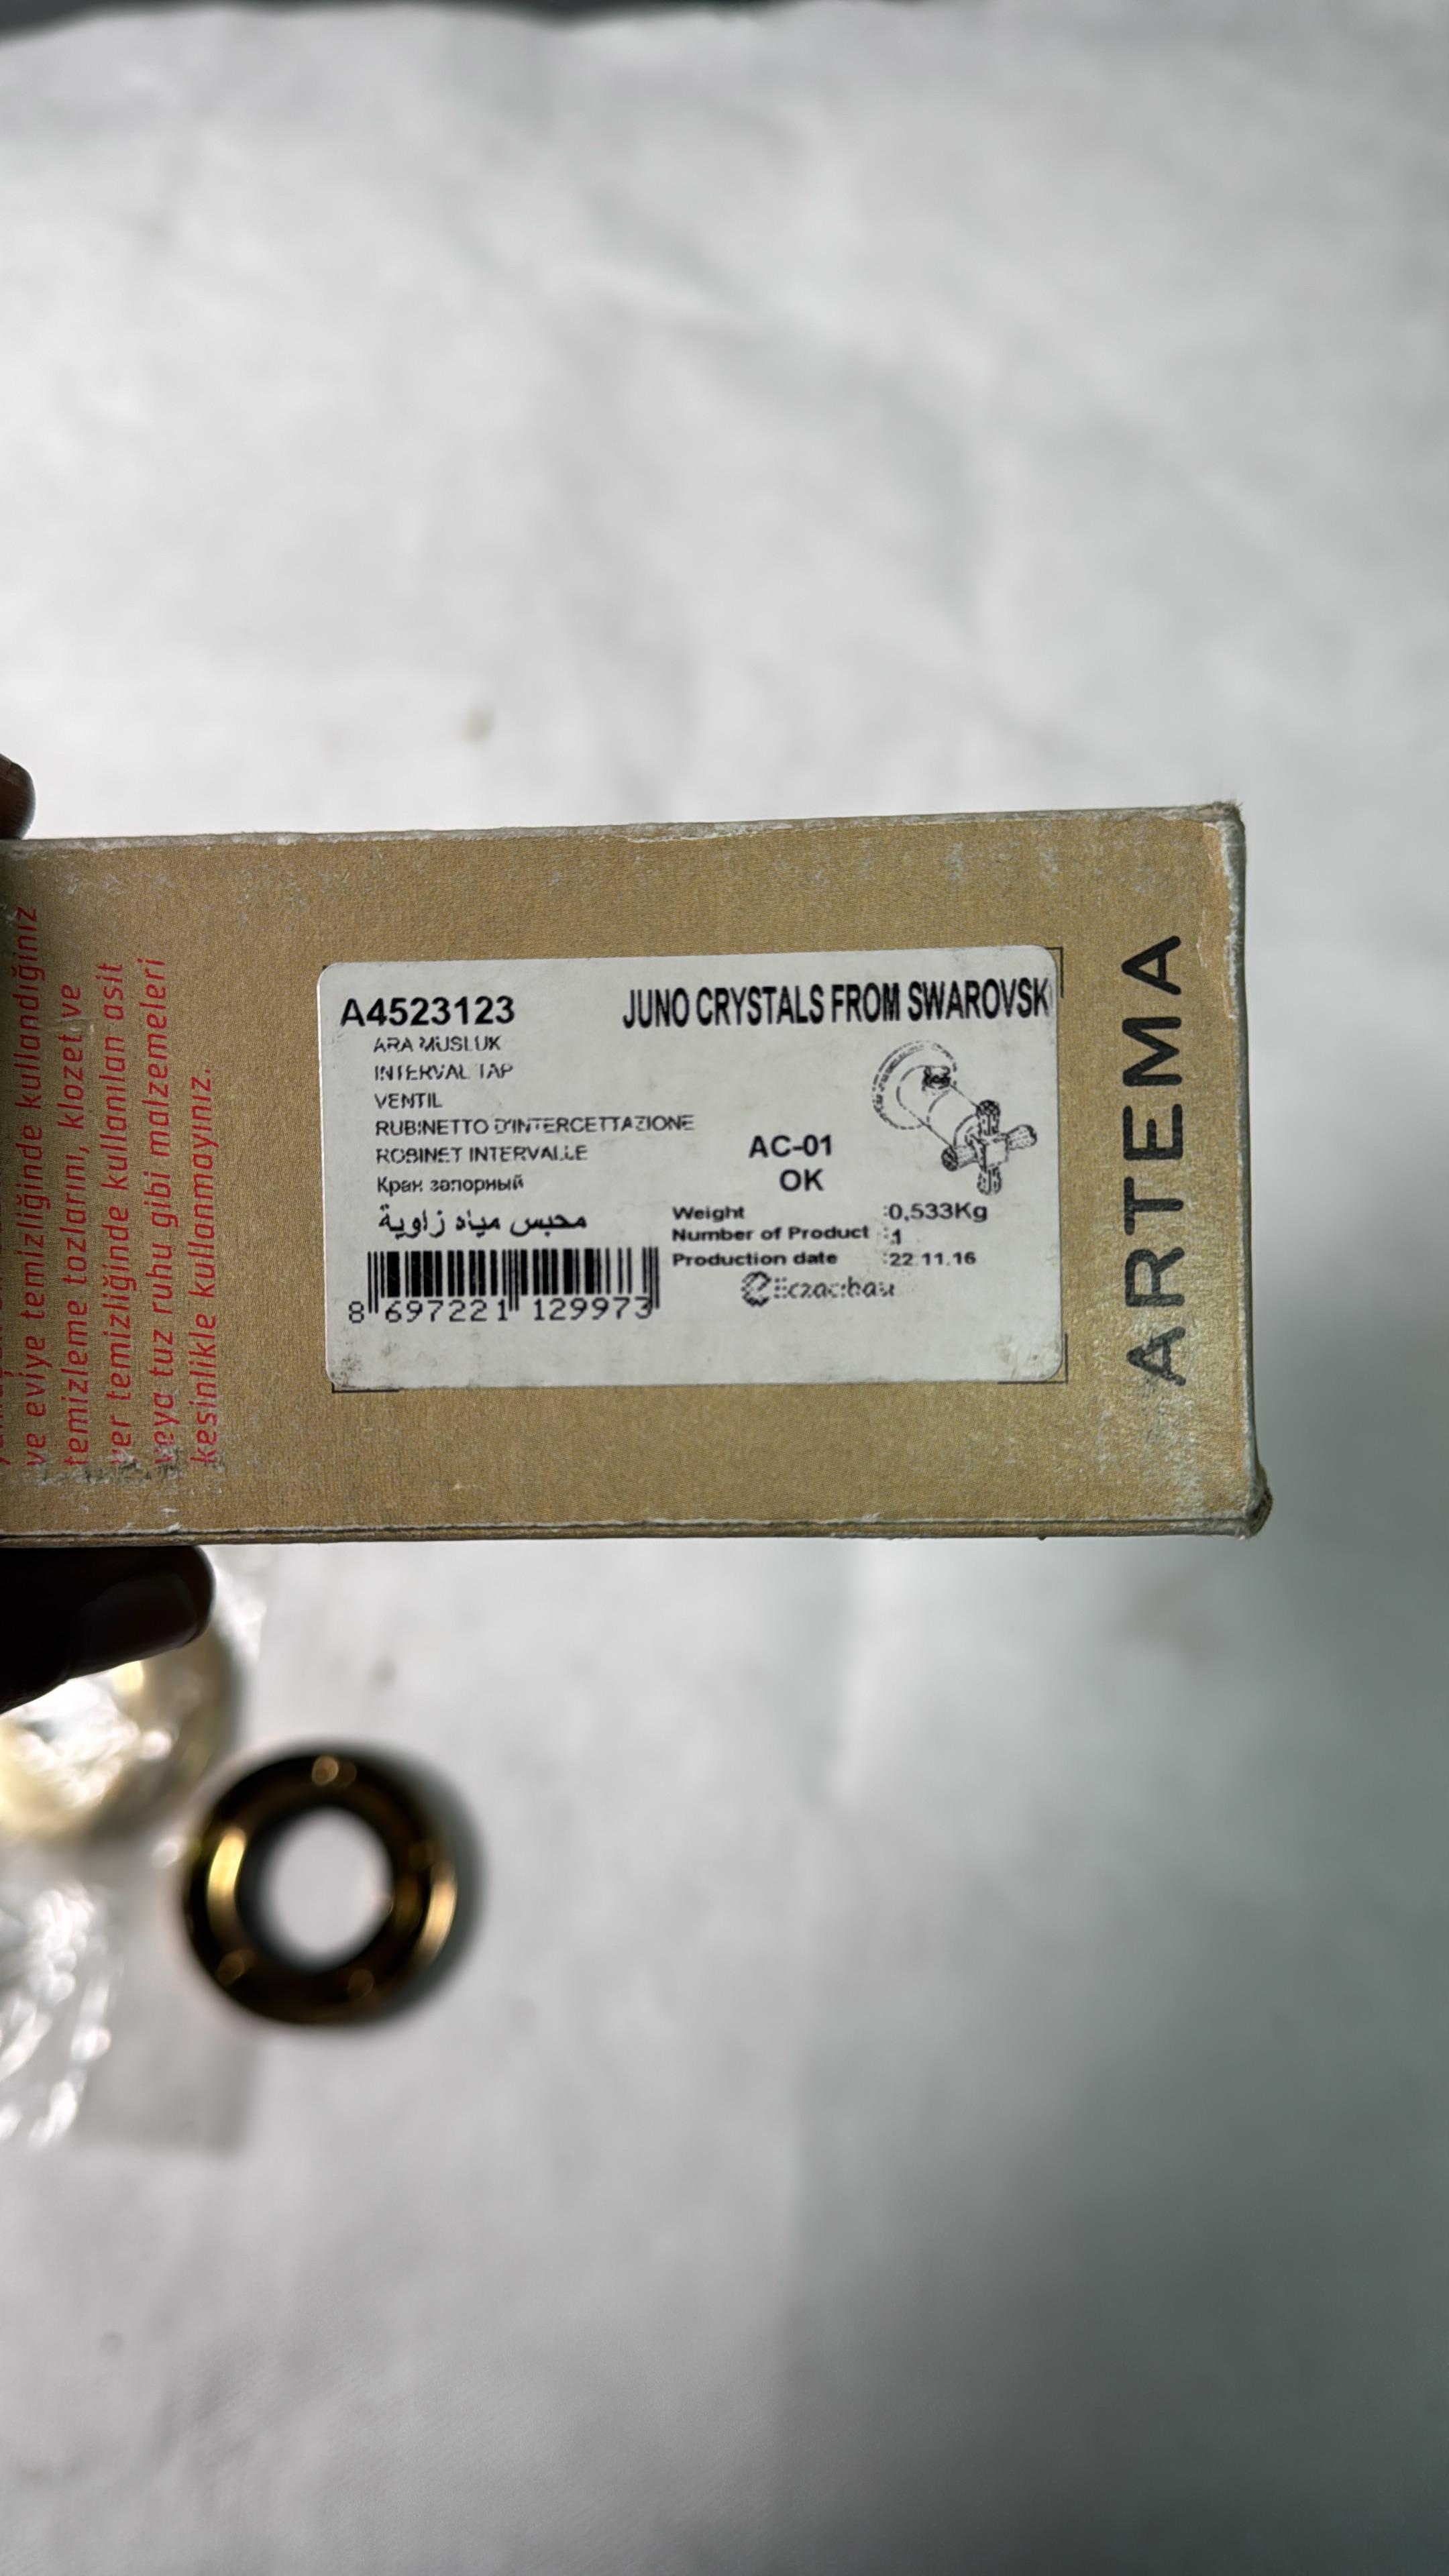 A4523123
JUNO CRYSTALS FROM SWAROVSK
ARA MUSLUK
INTERVAL TAP
VENTIL
RUBINETTO D'INTERCETTAZIONE
ROBINET INTERVALLE
Кран запорный
محبس مياه زاوية
AC-01
OK
Weight :0,533Kg
Number of Product :1
Production date :22.11.16
Eczacıbaşı
8 697221 129973
ARTEMA
ve eviye temizliğinde kullandığınız
temizleme tozlarını, klozet ve
yer temizliğinde kullanılan asit
veya tuz ruhu gibi malzemeleri
kesinlikle kullanmayınız.